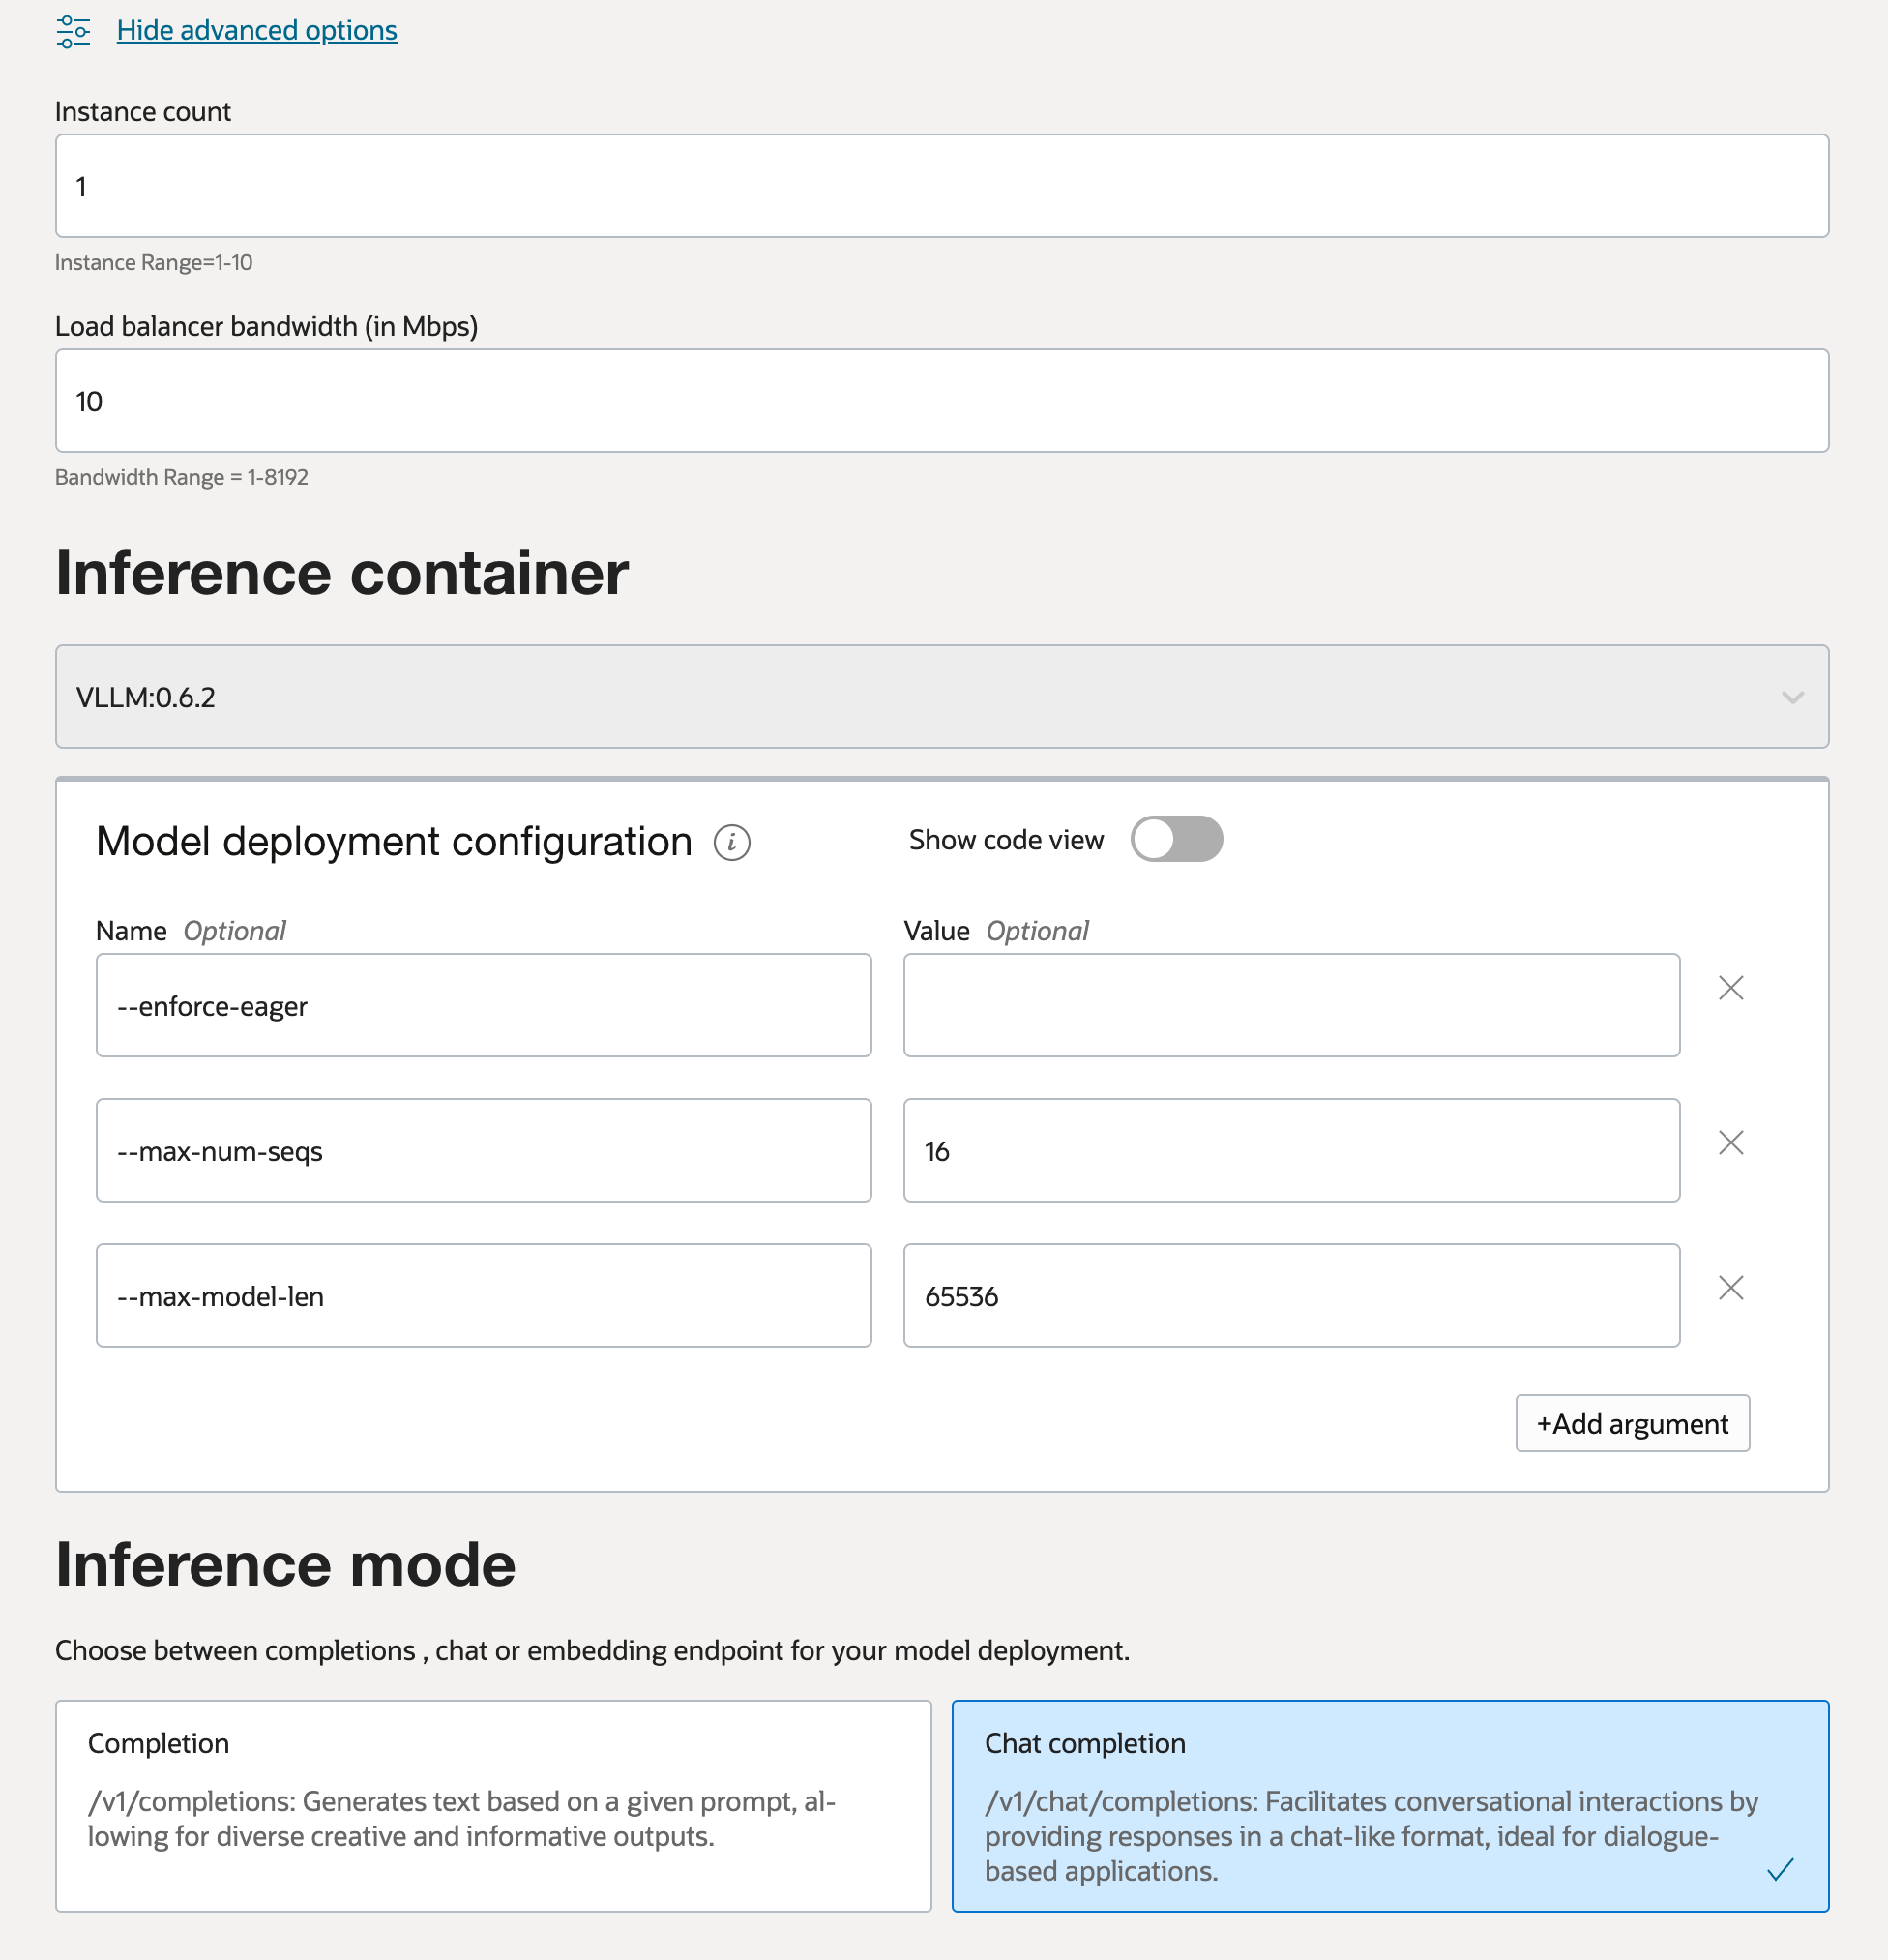 Hide advanced options
Instance count
1
Instance Range=1-10
Load balancer bandwidth (in Mbps)
10
Bandwidth Range = 1-8192
Inference container
VLLM:0.6.2
Model deployment configuration i Show code view
Name Optional Value Optional
--enforce-eager
--max-num-seqs 16
--max-model-len 65536
+Add argument
Inference mode
Choose between completions , chat or embedding endpoint for your model deployment.
Completion
/v1/completions: Generates text based on a given prompt, al-
lowing for diverse creative and informative outputs.
Chat completion
/v1/chat/completions: Facilitates conversational interactions by
providing responses in a chat-like format, ideal for dialogue-
based applications.